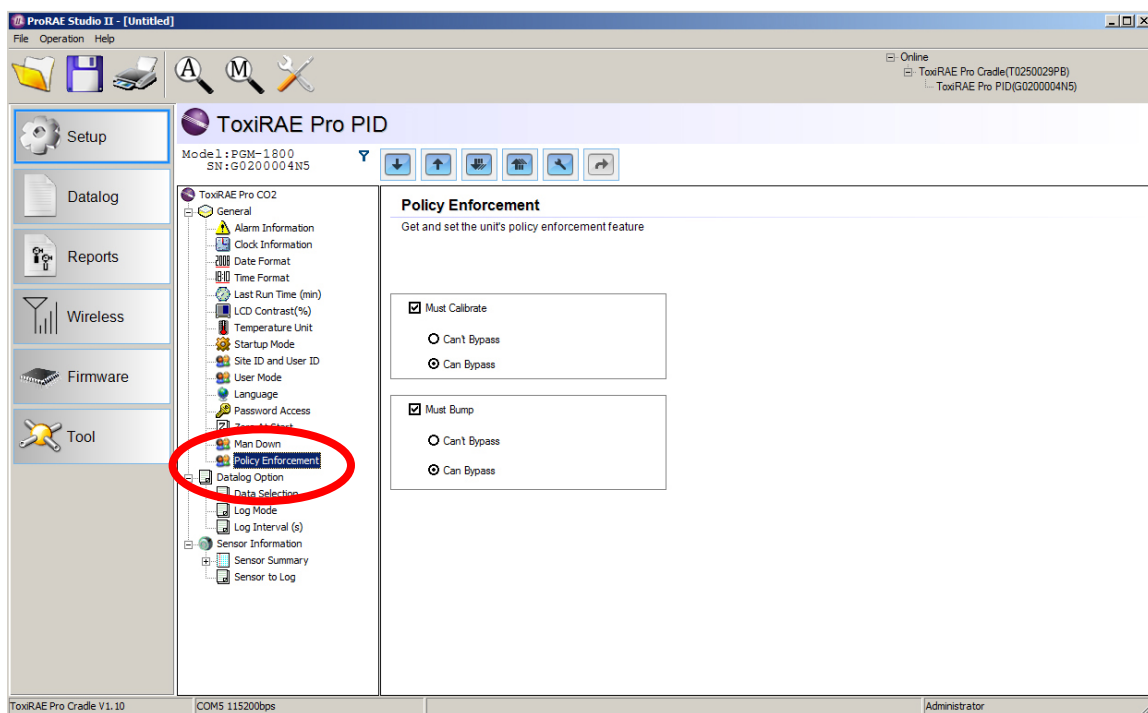 ProRAE Studio II - [Untitled]
File Operation Help
A M
Online
ToxiRAE Pro Cradle(T0250029PB)
ToxiRAE Pro PID(G0200004N5)
Setup
Datalog
Reports
Wireless
Firmware
Tool
ToxiRAE Pro PID
Model:PGM-1800
SN:G0200004N5
ToxiRAE Pro CO2
General
Alarm Information
Clock Information
Date Format
Time Format
Last Run Time (min)
LCD Contrast(%)
Temperature Unit
Startup Mode
Site ID and User ID
User Mode
Language
Password Access
Zero At Start
Man Down
Policy Enforcement
Datalog Option
Data Selection
Log Mode
Log Interval (s)
Sensor Information
Sensor Summary
Sensor to Log
Policy Enforcement
Get and set the unit's policy enforcement feature
Must Calibrate
Can't Bypass
Can Bypass
Must Bump
Can't Bypass
Can Bypass
ToxiRAE Pro Cradle V1.10
COM5 115200bps
Administrator